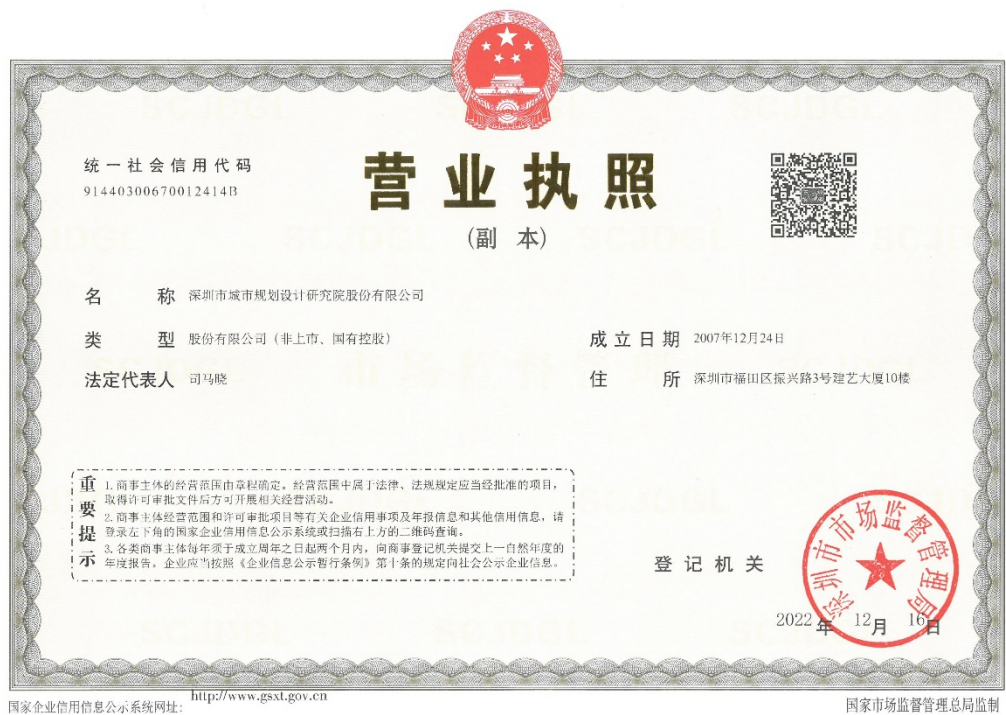 统一社会信用代码
91440300670012414B
营业执照
(副 本)
名 称 深圳市城市规划设计研究院股份有限公司
类 型 股份有限公司（非上市、国有控股）
成立日期 2007年12月24日
法定代表人 司马晓
住 所 深圳市福田区振兴路3号建艺大厦10楼
重要提示
1.商事主体的经营范围由章程确定。经营范围中属于法律、法规规定应当经批准的项目，
取得许可审批文件后方可开展相关经营活动。
2.商事主体经营范围和许可审批项目等有关企业信用事项及年报信息和其他信用信息，请
登录左下角的国家企业信用信息公示系统或扫描右上方的二维码查询。
3.各类商事主体每年须于成立周年之日起两个月内，向商事登记机关提交上一自然年度的
年度报告。企业应当按照《企业信息公示暂行条例》第十条的规定向社会公示企业信息。
登记机关
深圳市市场监督管理局
2022年 12月 16日
国家企业信用信息公示系统网址： http://www.gsxt.gov.cn
国家市场监督管理总局监制